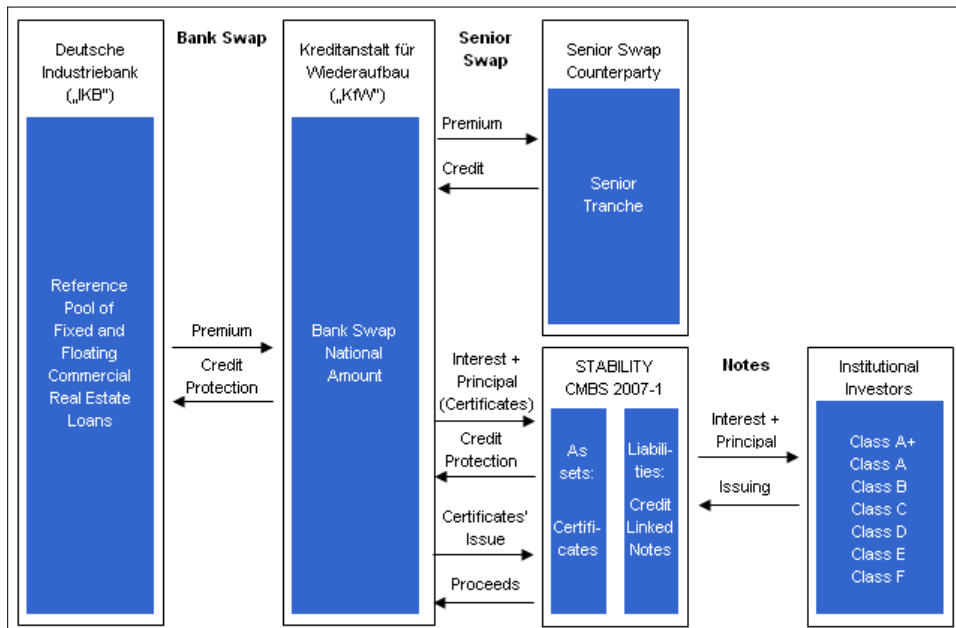 Deutsche
Industriebank
(„IKB")
Reference
Pool of
Fixed and
Floating
Commercial
Real Estate
Loans
Bank Swap
Premium
Credit
Protection
Kreditanstalt für
Wiederaufbau
(„KfW")
Bank Swap
National
Amount
Senior
Swap
Premium
Credit
Interest +
Principal
(Certificates)
Credit
Protection
Certificates'
Issue
Proceeds
Senior Swap
Counterparty
Senior
Tranche
STABILITY
CMBS 2007-1
As
sets:
Certifi-
cates
Liabili-
ties:
Credit
Linked
Notes
Notes
Interest +
Principal
Issuing
Institutional
Investors
Class A+
Class A
Class B
Class C
Class D
Class E
Class F